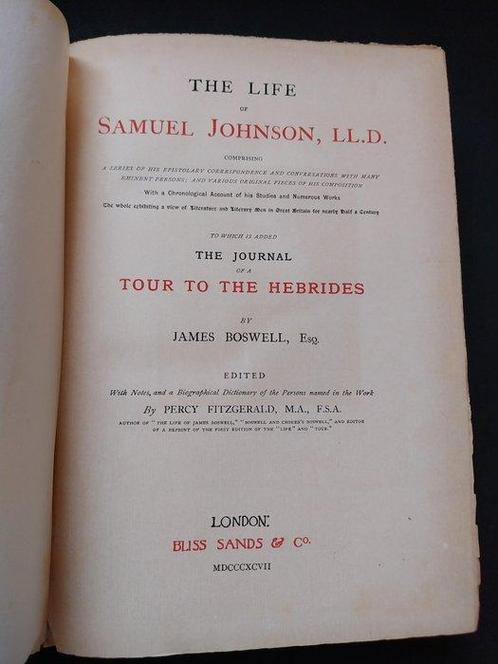 THE LIFE
OF
SAMUEL JOHNSON, LL.D.
COMPRISING
A SERIES OF HIS EPISTOLARY CORRESPONDENCE AND CONVERSATIONS WITH MANY
EMINENT PERSONS; AND VARIOUS ORIGINAL PIECES OF HIS COMPOSITION
With a Chronological Account of his Studies and Numerous Works
The whole exhibiting a view of Literature and Literary Men in Great Britain for nearly Half a Century
TO WHICH IS ADDED
THE JOURNAL
OF A
TOUR TO THE HEBRIDES
BY
JAMES BOSWELL, Esq.
EDITED
With Notes, and a Biographical Dictionary of the Persons named in the Work
By PERCY FITZGERALD, M.A., F.S.A.
AUTHOR OF "THE LIFE OF JAMES BOSWELL," "BOSWELL AND CROKER'S BOSWELL," AND EDITOR
OF A REPRINT OF THE FIRST EDITION OF THE "LIFE" AND "TOUR."
LONDON:
BLISS SANDS & Co.
MDCCCXCVII